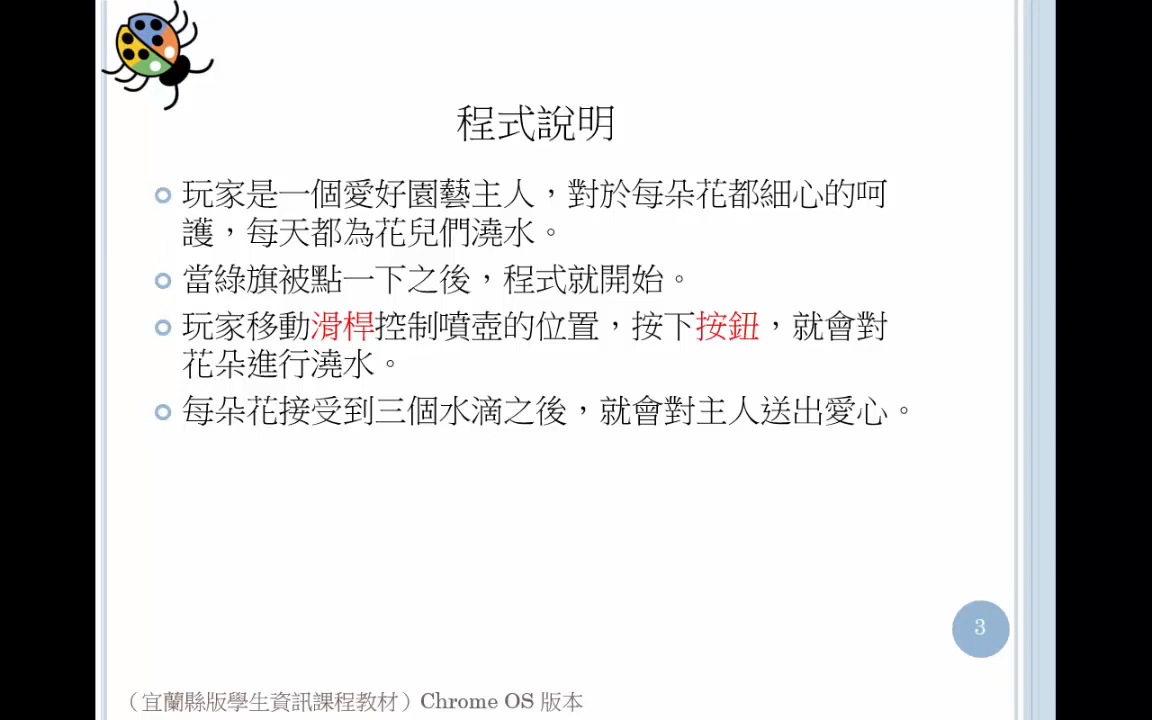 程式說明
玩家是一個愛好園藝主人，對於每朵花都細心的呵
護，每天都為花兒們澆水。
當綠旗被點一下之後，程式就開始。
玩家移動滑桿控制噴壺的位置，按下按鈕，就會對
花朵進行澆水。
每朵花接受到三個水滴之後，就會對主人送出愛心。
3
（宜蘭縣版學生資訊課程教材）Chrome OS 版本